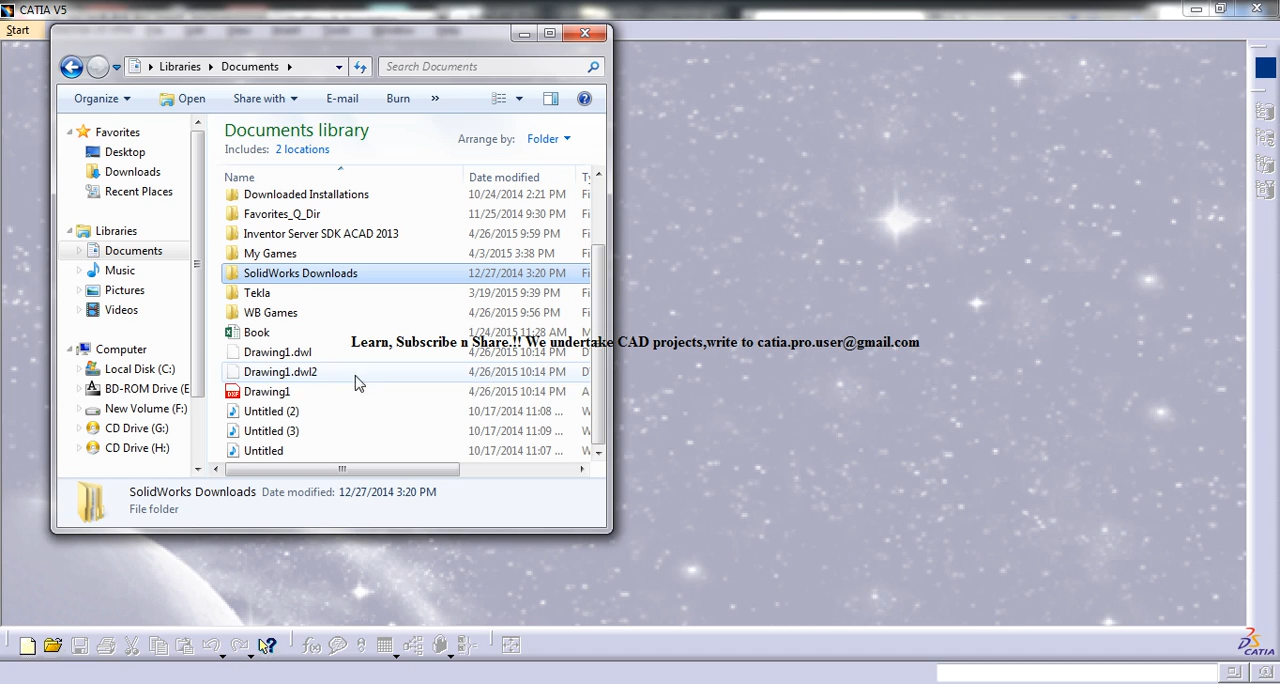 CATIA V5
Start
Libraries Documents
Search Documents
Organize Open Share with E-mail Burn »
Documents library
Includes: 2 locations
Arrange by: Folder
Name Date modified Ty
Downloaded Installations 10/24/2014 2:21 PM Fi
Favorites_Q_Dir 11/25/2014 9:30 PM Fi
Inventor Server SDK ACAD 2013 4/26/2015 9:59 PM Fi
My Games 4/3/2015 3:38 PM Fi
SolidWorks Downloads 12/27/2014 3:20 PM Fi
Tekla 3/19/2015 9:39 PM Fi
WB Games 4/26/2015 9:56 PM Fi
Book 1/24/2015 11:28 AM M
Drawing1.dwl 4/26/2015 10:14 PM D
Drawing1.dwl2 4/26/2015 10:14 PM D
Drawing1 4/26/2015 10:14 PM A
Untitled (2) 10/17/2014 11:08 ... W
Untitled (3) 10/17/2014 11:09 ... W
Untitled 10/17/2014 11:07 ... W
Favorites
Desktop
Downloads
Recent Places
Libraries
Documents
Music
Pictures
Videos
Computer
Local Disk (C:)
BD-ROM Drive (E
New Volume (F:)
CD Drive (G:)
CD Drive (H:)
Learn, Subscribe n Share.!! We undertake CAD projects,write to catia.pro.user@gmail.com
SolidWorks Downloads Date modified: 12/27/2014 3:20 PM
File folder
CATIA